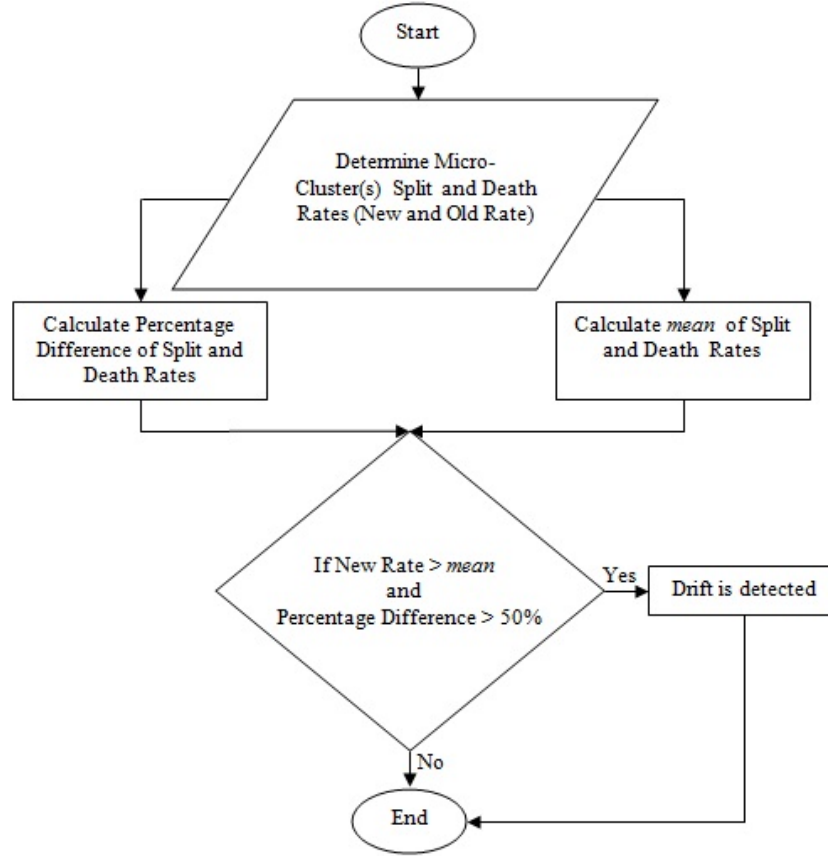 Start
Determine Micro-
Cluster(s) Split and Death
Rates (New and Old Rate)
Calculate Percentage
Difference of Split and
Death Rates
Calculate mean of Split
and Death Rates
If New Rate > mean
and
Percentage Difference > 50%
Yes
Drift is detected
No
End